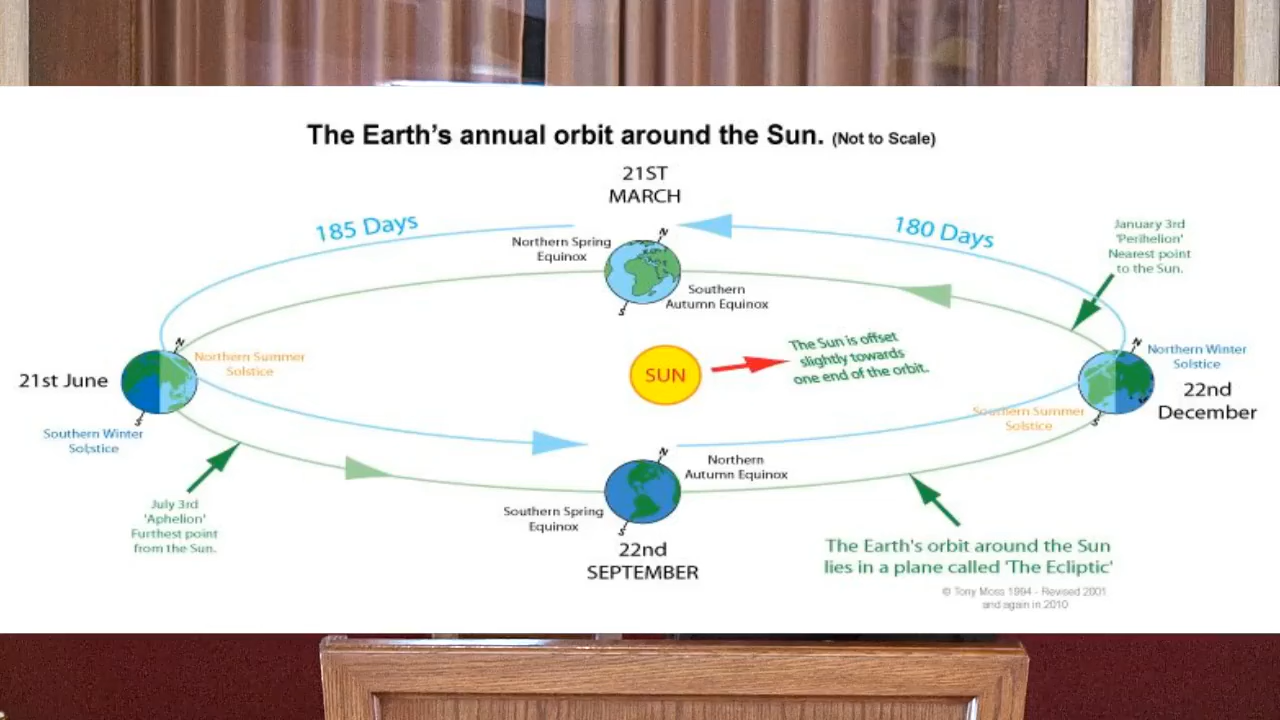 The Earth's annual orbit around the Sun. (Not to Scale)
21ST
MARCH
185 Days
180 Days
January 3rd
'Perihelion'
Nearest point
to the Sun.
Northern Spring
Equinox
N
Southern
Autumn Equinox
S
The Sun is offset
slightly towards
one end of the orbit.
SUN
N
Northern Summer
Solstice
21st June
S
Southern Winter
Sol;stice
N
Northern Winter
Solstice
22nd
December
Southern Summer
Solstice
S
N
Northern
Autumn Equinox
Southern Spring
Equinox
S
22nd
SEPTEMBER
July 3rd
'Aphelion'
Furthest point
from the Sun.
The Earth's orbit around the Sun
lies in a plane called 'The Ecliptic'
© Tony Moss 1994 - Revised 2001
and again in 2010